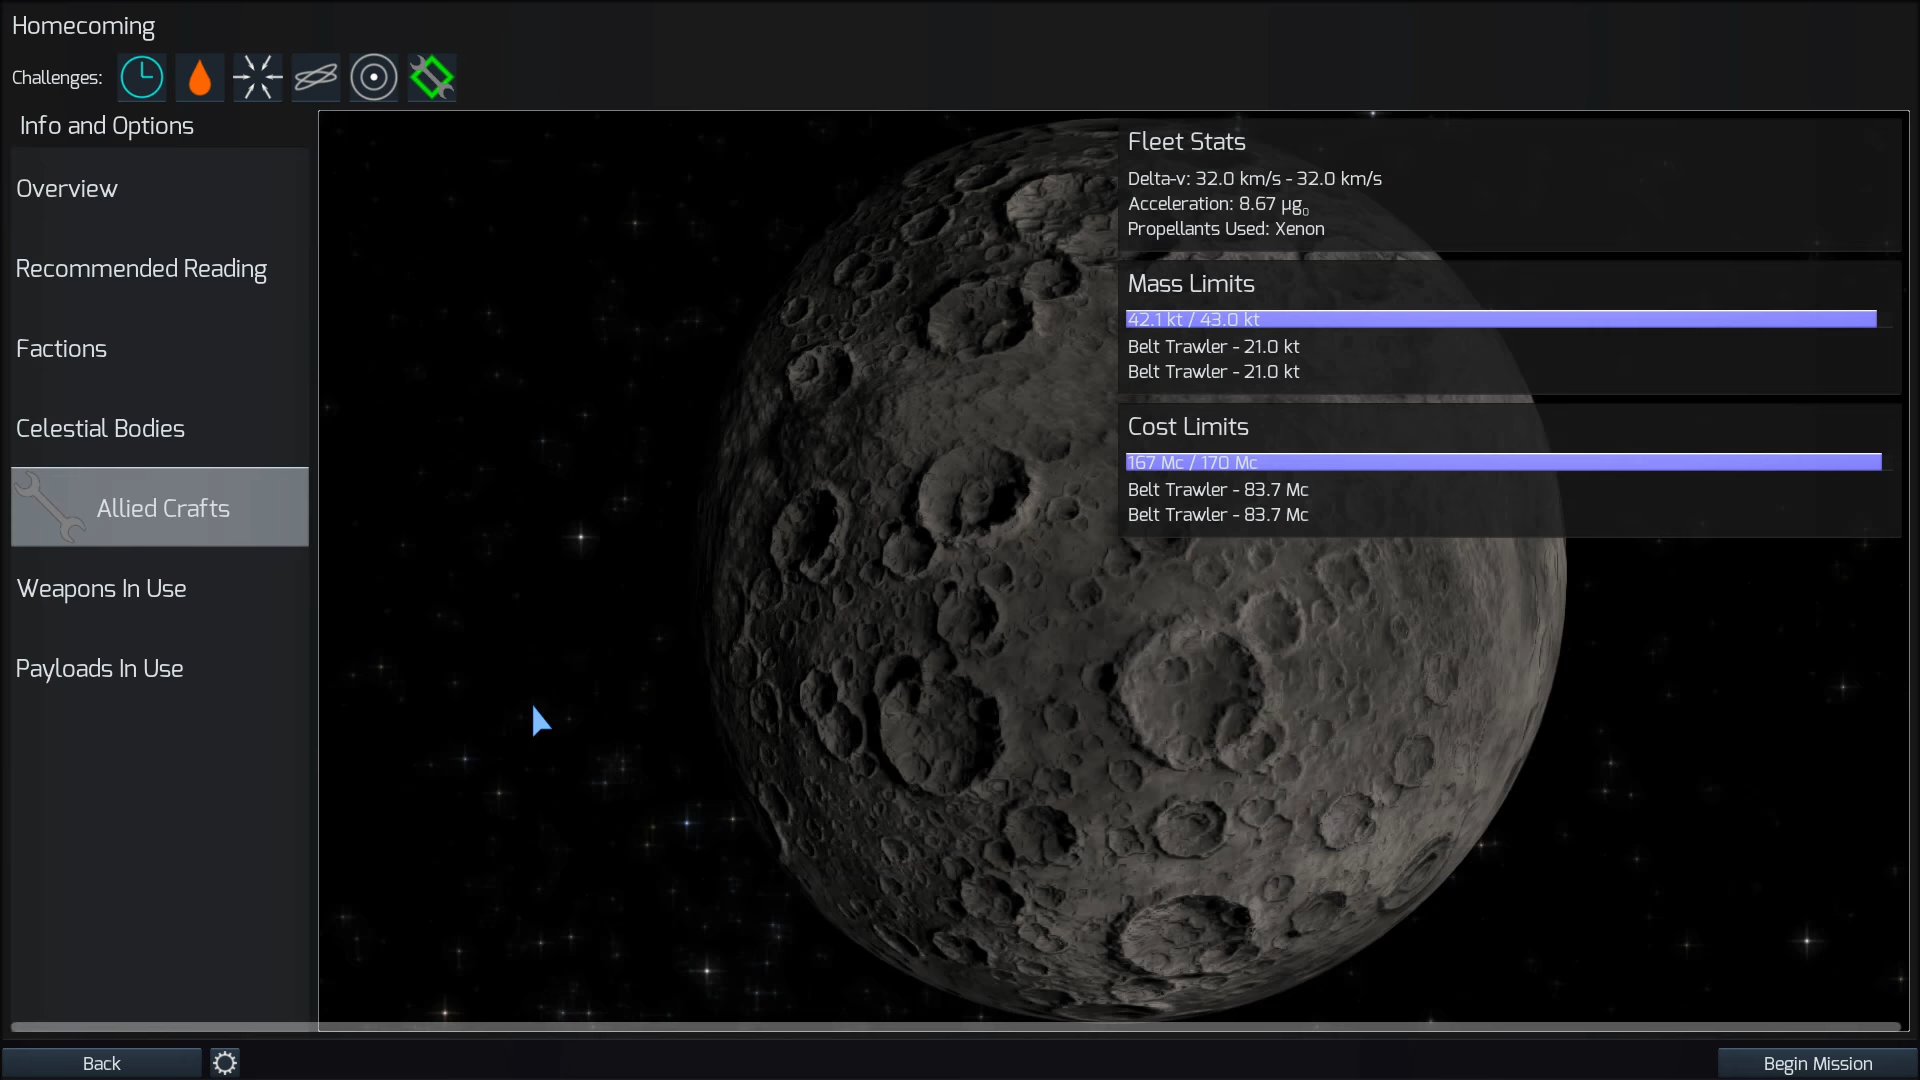 Homecoming
Challenges:
Info and Options
Overview
Recommended Reading
Factions
Celestial Bodies
Allied Crafts
Weapons In Use
Payloads In Use
Fleet Stats
Delta-v: 32.0 km/s - 32.0 km/s
Acceleration: 8.67 µg₀
Propellants Used: Xenon
Mass Limits
42.1 kt / 43.0 kt
Belt Trawler - 21.0 kt
Belt Trawler - 21.0 kt
Cost Limits
167 Mc / 170 Mc
Belt Trawler - 83.7 Mc
Belt Trawler - 83.7 Mc
Back
Begin Mission